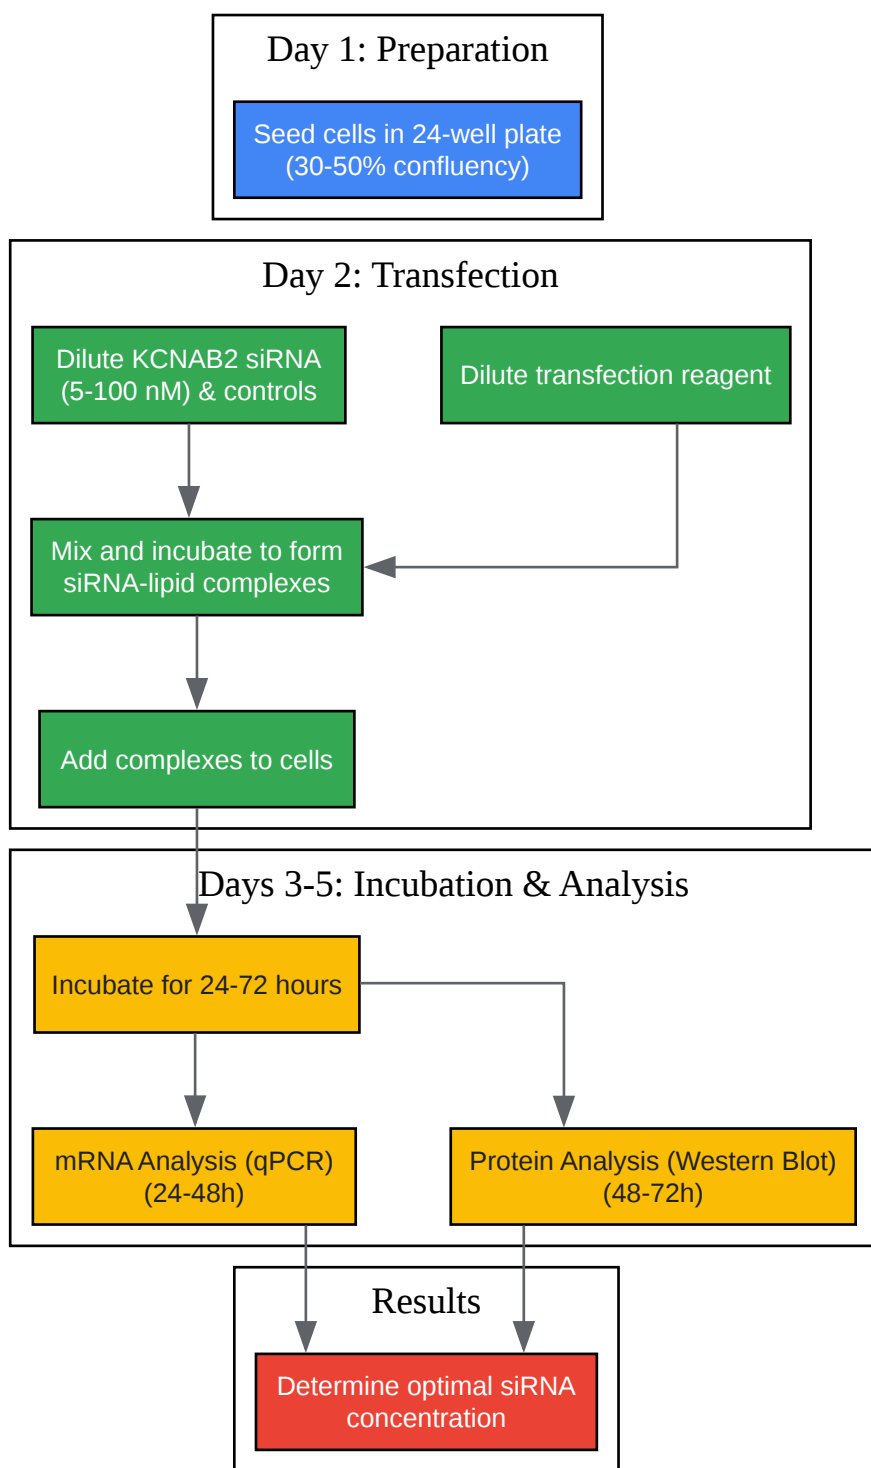 Day 1: Preparation
Seed cells in 24-well plate
(30-50% confluency)
Day 2: Transfection
Dilute KCNAB2 siRNA
(5-100 nM) & controls
Dilute transfection reagent
Mix and incubate to form
siRNA-lipid complexes
Add complexes to cells
Days 3-5: Incubation & Analysis
Incubate for 24-72 hours
mRNA Analysis (qPCR)
(24-48h)
Protein Analysis (Western Blot)
(48-72h)
Results
Determine optimal siRNA
concentration